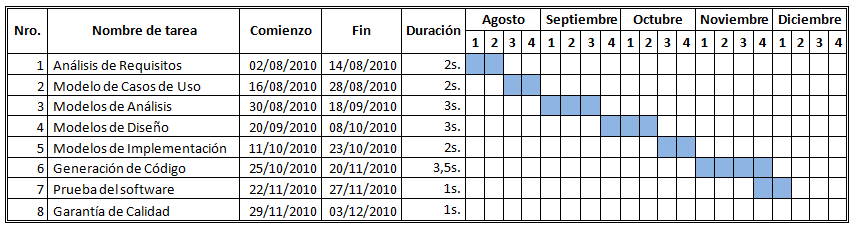 Nro. Nombre de tarea Comienzo Fin Duración Agosto Septiembre Octubre Noviembre Diciembre
1 2 3 4 1 2 3 4 1 2 3 4 1 2 3 4 1 2 3 4
1 Análisis de Requisitos 02/08/2010 14/08/2010 2s.
2 Modelo de Casos de Uso 16/08/2010 28/08/2010 2s.
3 Modelos de Análisis 30/08/2010 18/09/2010 3s.
4 Modelos de Diseño 20/09/2010 08/10/2010 3s.
5 Modelos de Implementación 11/10/2010 23/10/2010 2s.
6 Generación de Código 25/10/2010 20/11/2010 3,5s.
7 Prueba del software 22/11/2010 27/11/2010 1s.
8 Garantía de Calidad 29/11/2010 03/12/2010 1s.